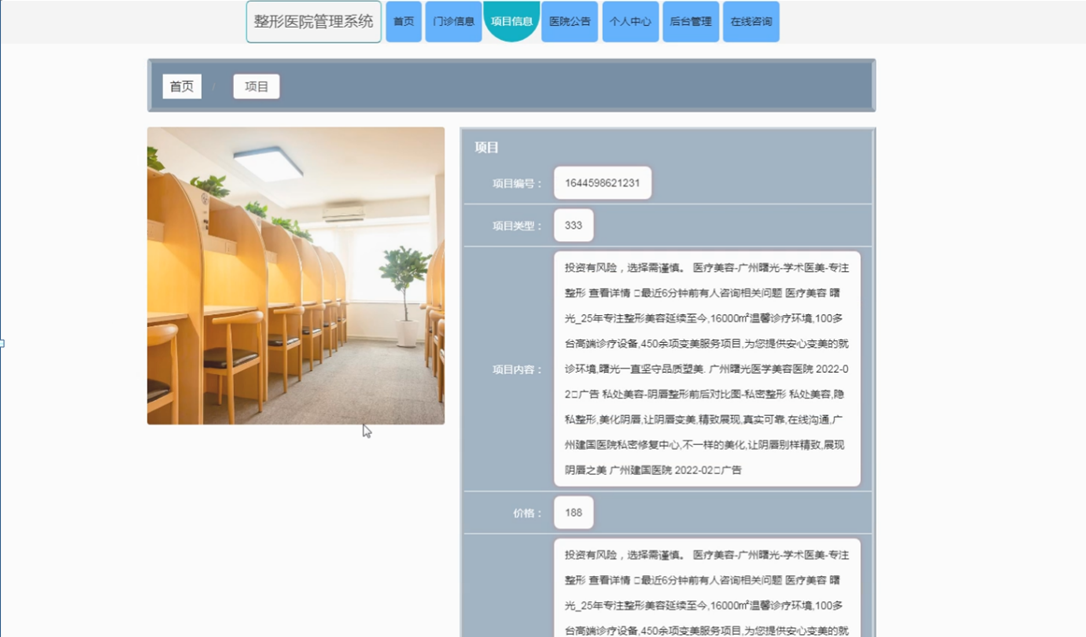 整形医院管理系统
首页
门诊信息
项目信息
医院公告
个人中心
后台管理
在线咨询
首页 / 项目
项目
项目编号：
1644598621231
项目类型：
333
项目内容：
投资有风险，选择需谨慎。 医疗美容-广州曙光-学术医美-专注
整形 查看详情 □最近6分钟前有人咨询相关问题 医疗美容 曙
光_25年专注整形美容延续至今,16000㎡温馨诊疗环境,100多
台高端诊疗设备,450余项变美服务项目,为您提供安心变美的就
诊环境,曙光一直坚守品质塑美. 广州曙光医学美容医院 2022-0
2□广告 私处美容-阴唇整形前后对比图-私密整形 私处美容,隐
私整形,美化阴唇,让阴唇变美,精致展现,真实可靠,在线沟通,广
州建国医院私密修复中心,不一样的美化,让阴唇别样精致,展现
阴唇之美 广州建国医院 2022-02□广告
价格：
188
投资有风险，选择需谨慎。 医疗美容-广州曙光-学术医美-专注
整形 查看详情 □最近6分钟前有人咨询相关问题 医疗美容 曙
光_25年专注整形美容延续至今,16000㎡温馨诊疗环境,100多
台高端诊疗设备,450余项变美服务项目,为您提供安心变美的就